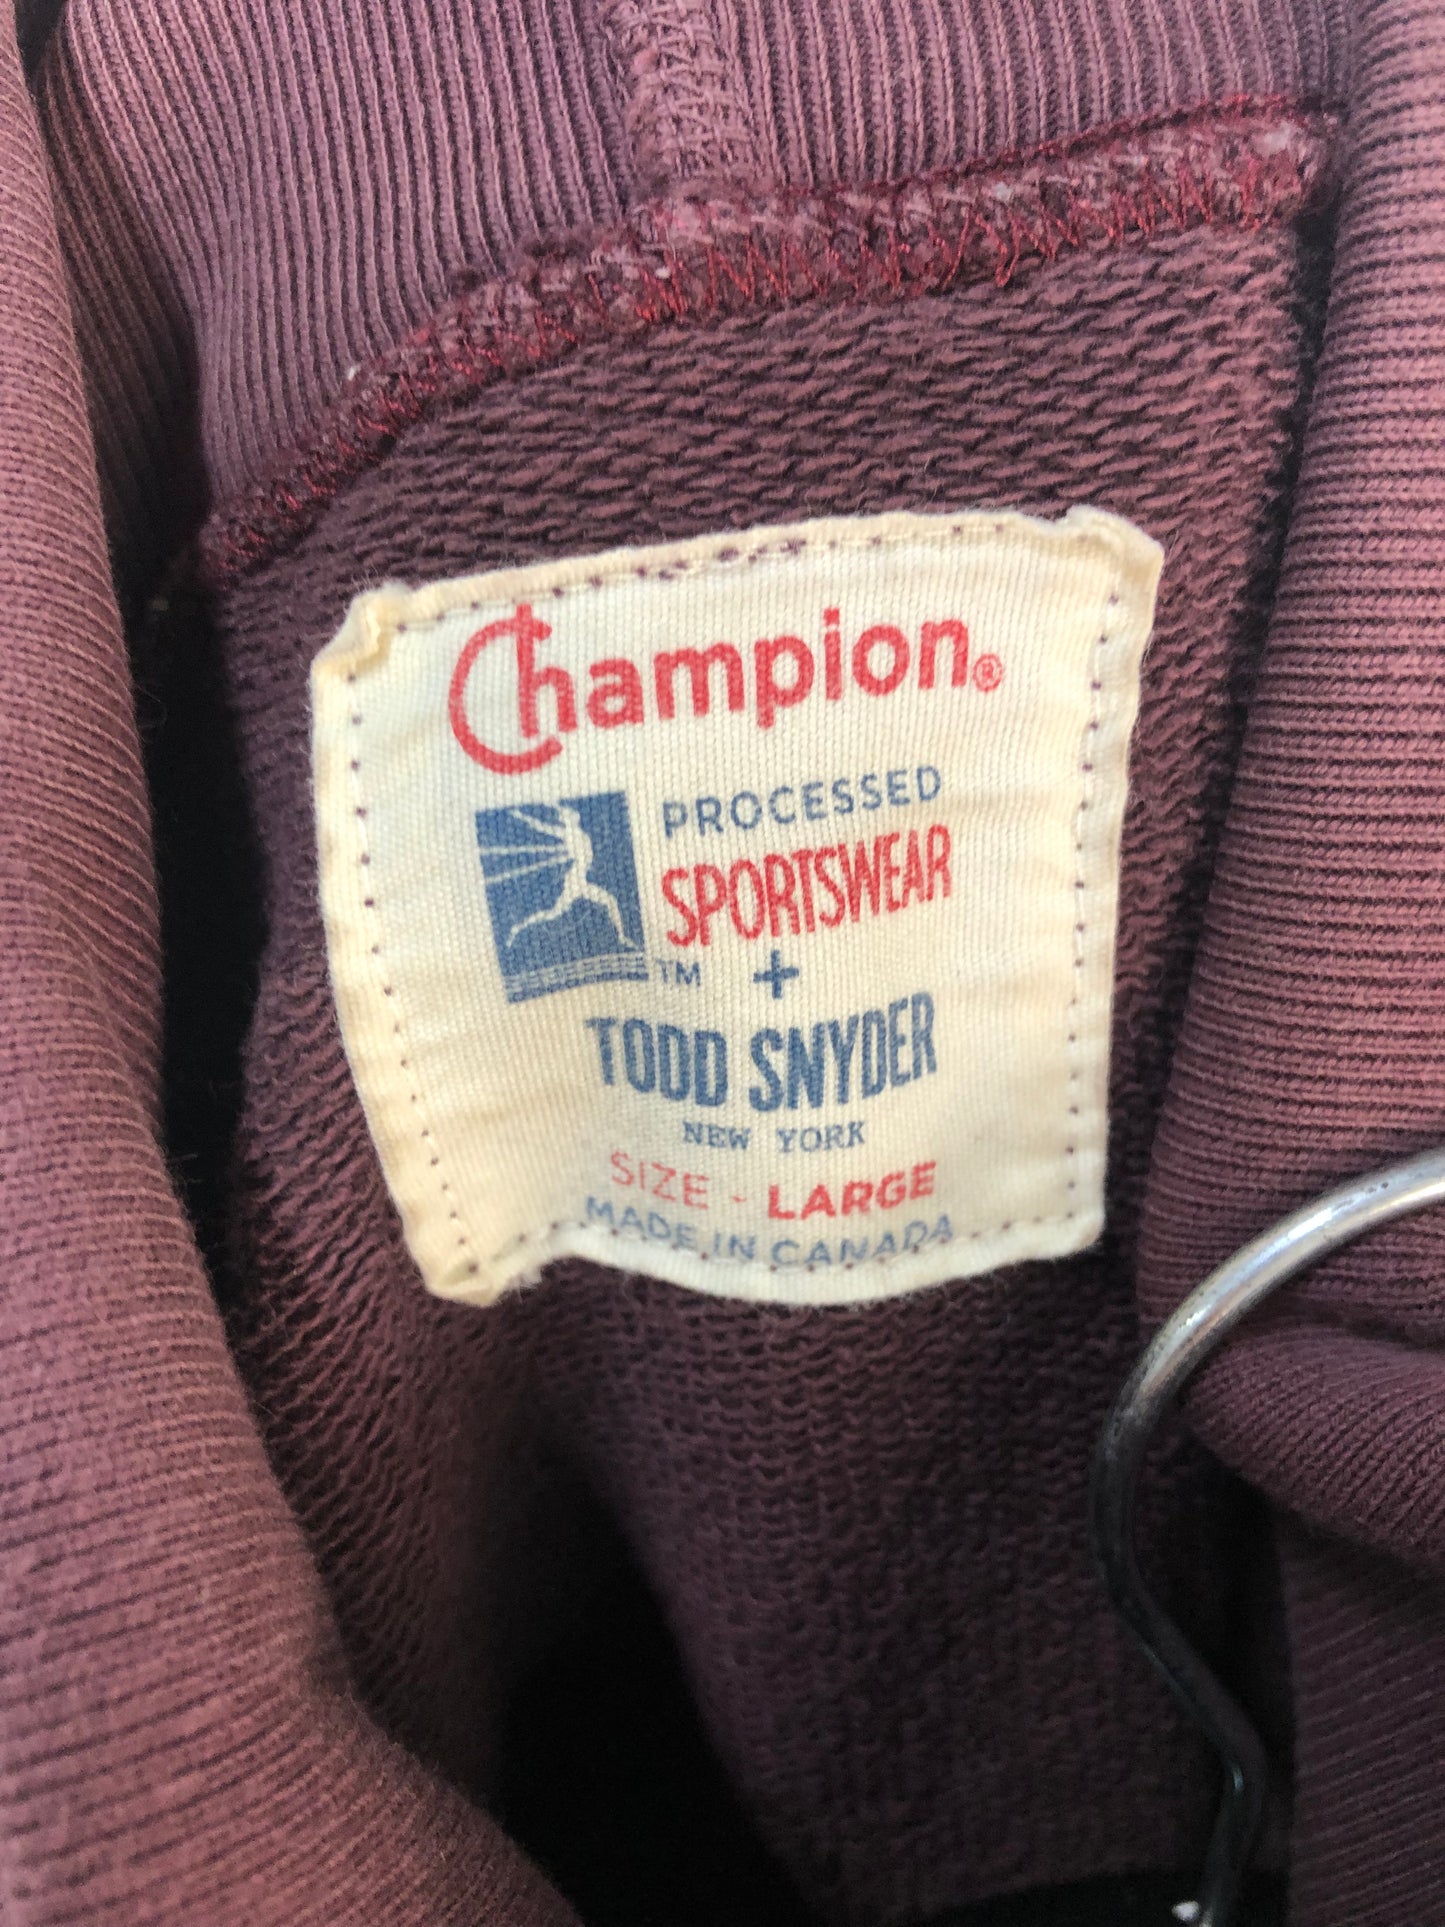 Champion®
PROCESSED
SPORTSWEAR
TM +
TODD SNYDER
NEW YORK
SIZE - LARGE
MADE IN CANADA